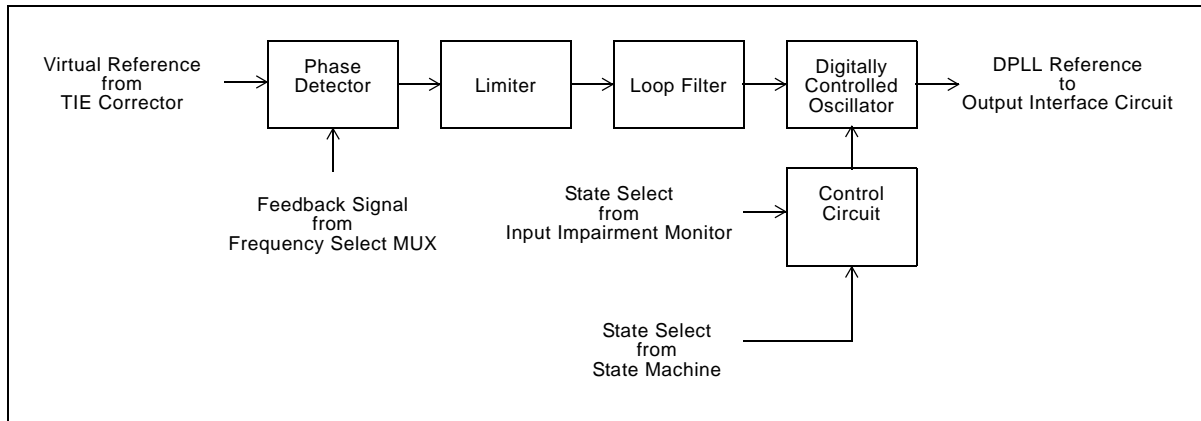 Virtual Reference
from
TIE Corrector
Phase
Detector
Limiter
Loop Filter
Digitally
Controlled
Oscillator
DPLL Reference
to
Output Interface Circuit
Feedback Signal
from
Frequency Select MUX
State Select
from
Input Impairment Monitor
Control
Circuit
State Select
from
State Machine